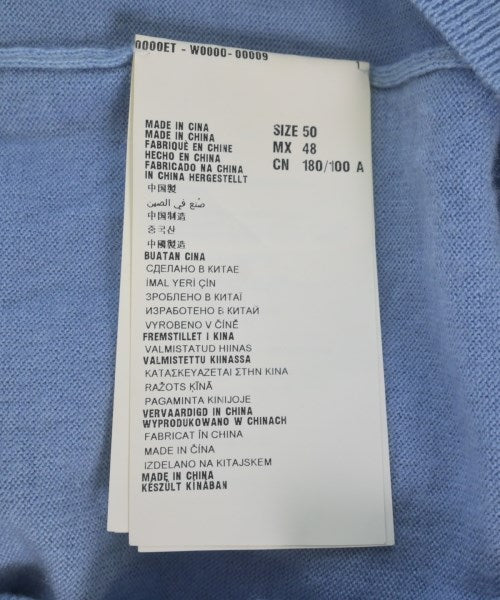 0000ET - W0000-00009
1
MADE IN CINA
MADE IN CHINA
FABRIQUÉ EN CHINE
HECHO EN CHINA
FABRICADO NA CHINA
IN CHINA HERGESTELLT
中国製
صُنع في الصين
中国制造
중국산
中國製造
BUATAN CINA
СДЕЛАНО В КИТАЕ
İMAL YERİ ÇİN
ЗРОБЛЕНО В КИТАЇ
ИЗРАБОТЕНО В КИТАЙ
VYROBENO V ČÍNĚ
FREMSTILLET I KINA
VALMISTATUD HIINAS
VALMISTETTU KIINASSA
ΚΑΤΑΣΚΕΥΑΖΕΤΑΙ ΣΤΗΝ ΚΙΝΑ
RAŽOTS ĶĪNĀ
PAGAMINTA KINIJOJE
VERVAARDIGD IN CHINA
WYPRODUKOWANO W CHINACH
FABRICAT ÎN CHINA
MADE IN ČÍNA
IZDELANO NA KITAJSKEM
MADE IN CHINA
KÉSZÜLT KÍNÁBAN
SIZE 50
MX 48
CN 180/100 A